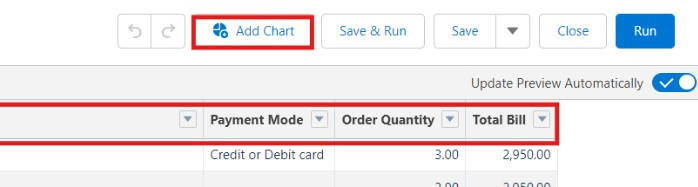 Add Chart Save & Run Save Close Run
Update Preview Automatically
Payment Mode Order Quantity Total Bill
Credit or Debit card 3.00 2,950.00